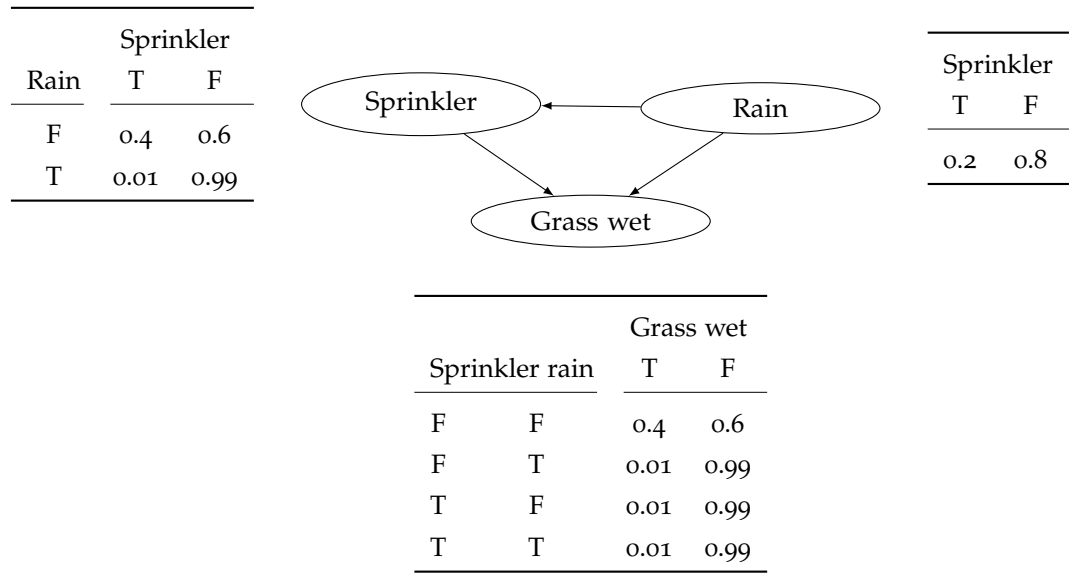 Sprinkler
Rain T F
F 0.4 0.6
T 0.01 0.99
Sprinkler
Rain
Grass wet
Sprinkler
T F
0.2 0.8
Grass wet
Sprinkler rain T F
F F 0.4 0.6
F T 0.01 0.99
T F 0.01 0.99
T T 0.01 0.99